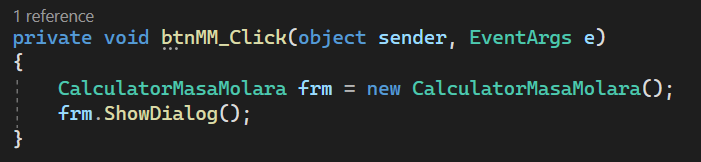 1 reference
private void btnMM_Click(object sender, EventArgs e)
{
    CalculatorMasaMolara frm = new CalculatorMasaMolara();
    frm.ShowDialog();
}